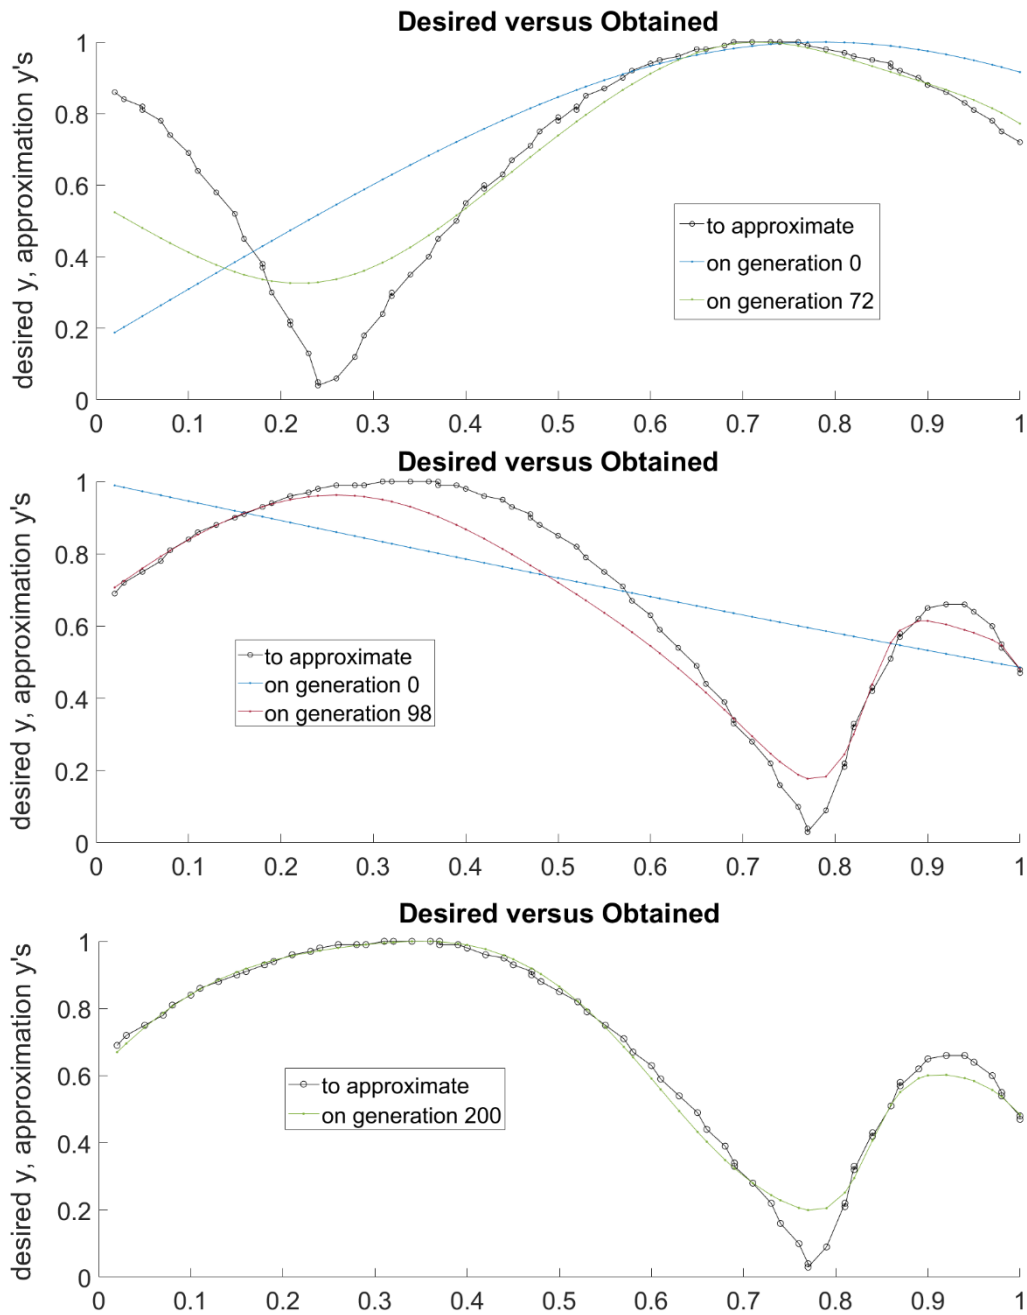 Desired versus Obtained
desired y, approximation y's
1
0.8
0.6
0.4
0.2
0
to approximate
on generation 0
on generation 72
0 0.1 0.2 0.3 0.4 0.5 0.6 0.7 0.8 0.9 1
Desired versus Obtained
desired y, approximation y's
1
0.8
0.6
0.4
0.2
0
to approximate
on generation 0
on generation 98
0 0.1 0.2 0.3 0.4 0.5 0.6 0.7 0.8 0.9 1
Desired versus Obtained
desired y, approximation y's
1
0.8
0.6
0.4
0.2
0
to approximate
on generation 200
0 0.1 0.2 0.3 0.4 0.5 0.6 0.7 0.8 0.9 1